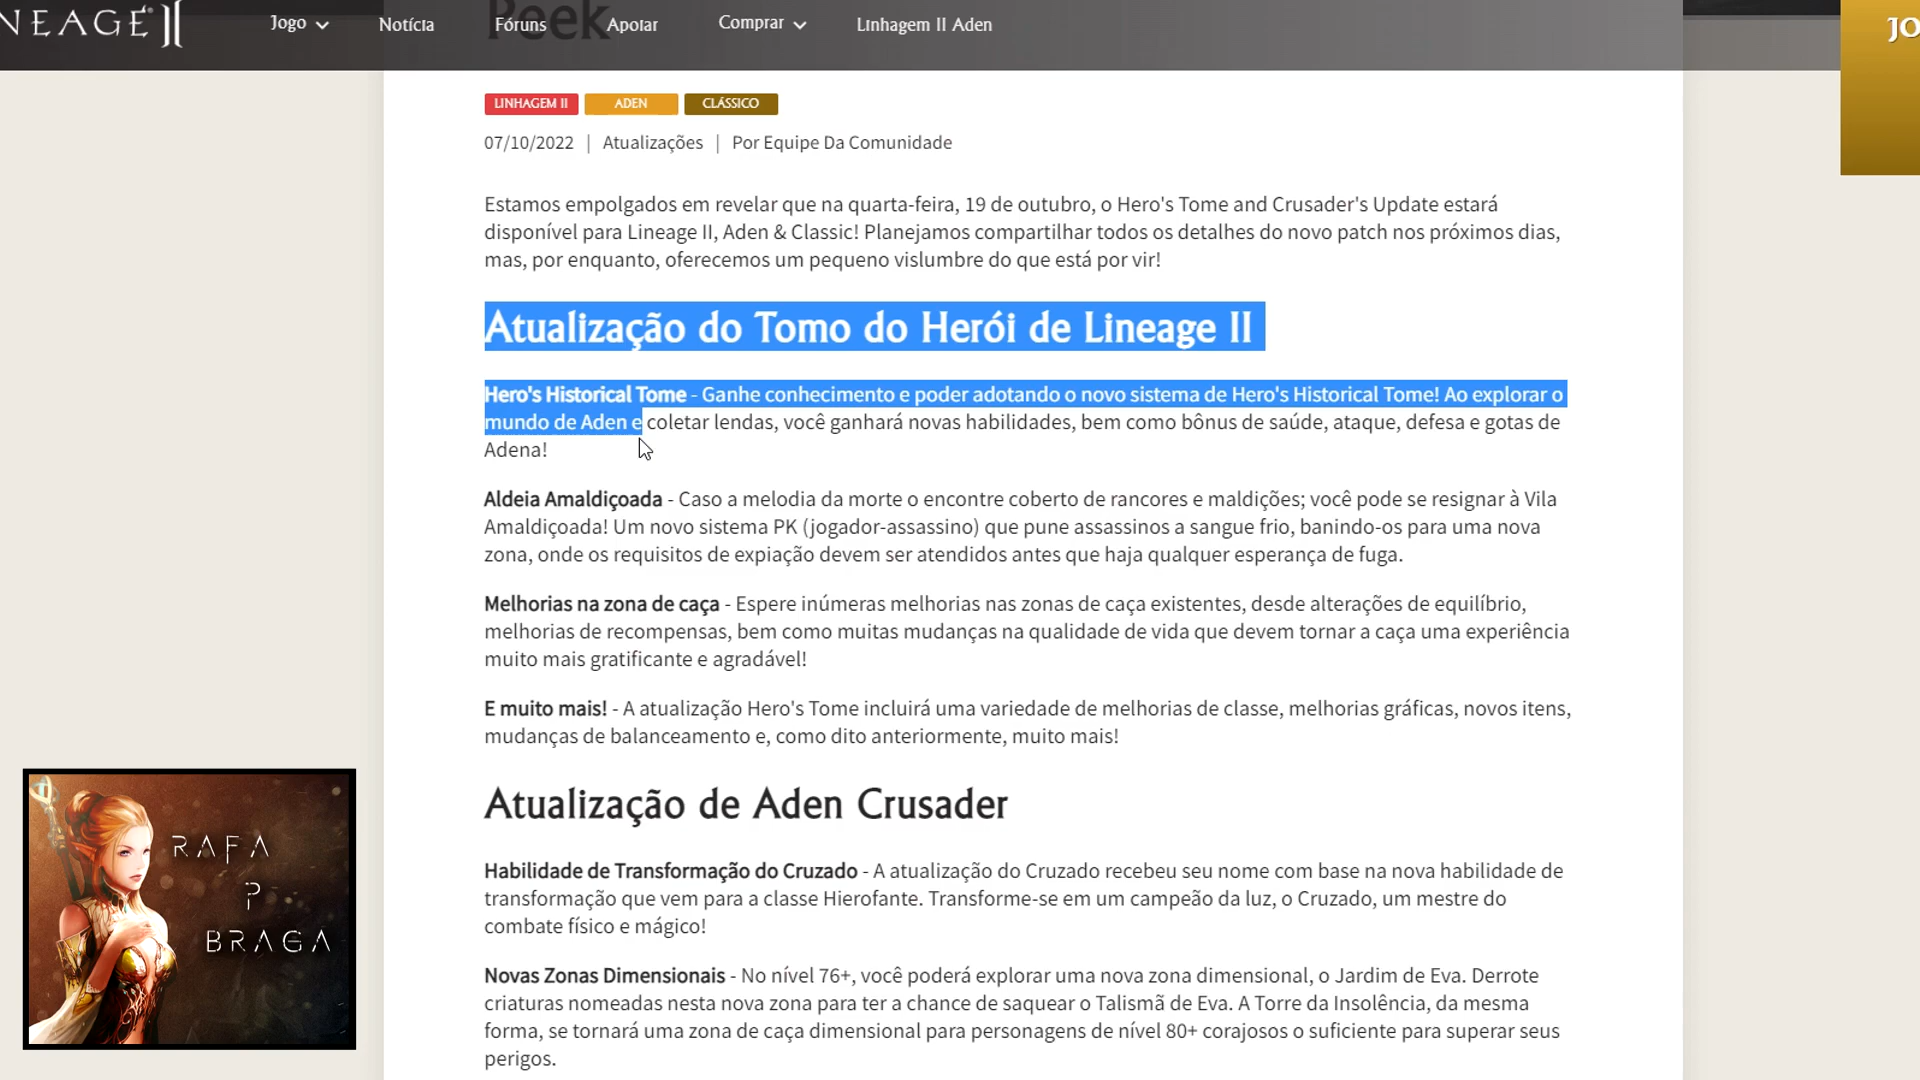 NEAGE II
Jogo
Notícia
Fóruns
Apoiar
Comprar
Linhagem II Aden
JO
Peek
LINHAGEM II
ADEN
CLÁSSICO
07/10/2022 | Atualizações | Por Equipe Da Comunidade
Estamos empolgados em revelar que na quarta-feira, 19 de outubro, o Hero's Tome and Crusader's Update estará
disponível para Lineage II, Aden & Classic! Planejamos compartilhar todos os detalhes do novo patch nos próximos dias,
mas, por enquanto, oferecemos um pequeno vislumbre do que está por vir!
Atualização do Tomo do Herói de Lineage II
Hero's Historical Tome - Ganhe conhecimento e poder adotando o novo sistema de Hero's Historical Tome! Ao explorar o
mundo de Aden e coletar lendas, você ganhará novas habilidades, bem como bônus de saúde, ataque, defesa e gotas de
Adena!
Aldeia Amaldiçoada - Caso a melodia da morte o encontre coberto de rancores e maldições; você pode se resignar à Vila
Amaldiçoada! Um novo sistema PK (jogador-assassino) que pune assassinos a sangue frio, banindo-os para uma nova
zona, onde os requisitos de expiação devem ser atendidos antes que haja qualquer esperança de fuga.
Melhorias na zona de caça - Espere inúmeras melhorias nas zonas de caça existentes, desde alterações de equilíbrio,
melhorias de recompensas, bem como muitas mudanças na qualidade de vida que devem tornar a caça uma experiência
muito mais gratificante e agradável!
E muito mais! - A atualização Hero's Tome incluirá uma variedade de melhorias de classe, melhorias gráficas, novos itens,
mudanças de balanceamento e, como dito anteriormente, muito mais!
Atualização de Aden Crusader
Habilidade de Transformação do Cruzado - A atualização do Cruzado recebeu seu nome com base na nova habilidade de
transformação que vem para a classe Hierofante. Transforme-se em um campeão da luz, o Cruzado, um mestre do
combate físico e mágico!
Novas Zonas Dimensionais - No nível 76+, você poderá explorar uma nova zona dimensional, o Jardim de Eva. Derrote
criaturas nomeadas nesta nova zona para ter a chance de saquear o Talismã de Eva. A Torre da Insolência, da mesma
forma, se tornará uma zona de caça dimensional para personagens de nível 80+ corajosos o suficiente para superar seus
perigos.
RAFA
P
BRAGA